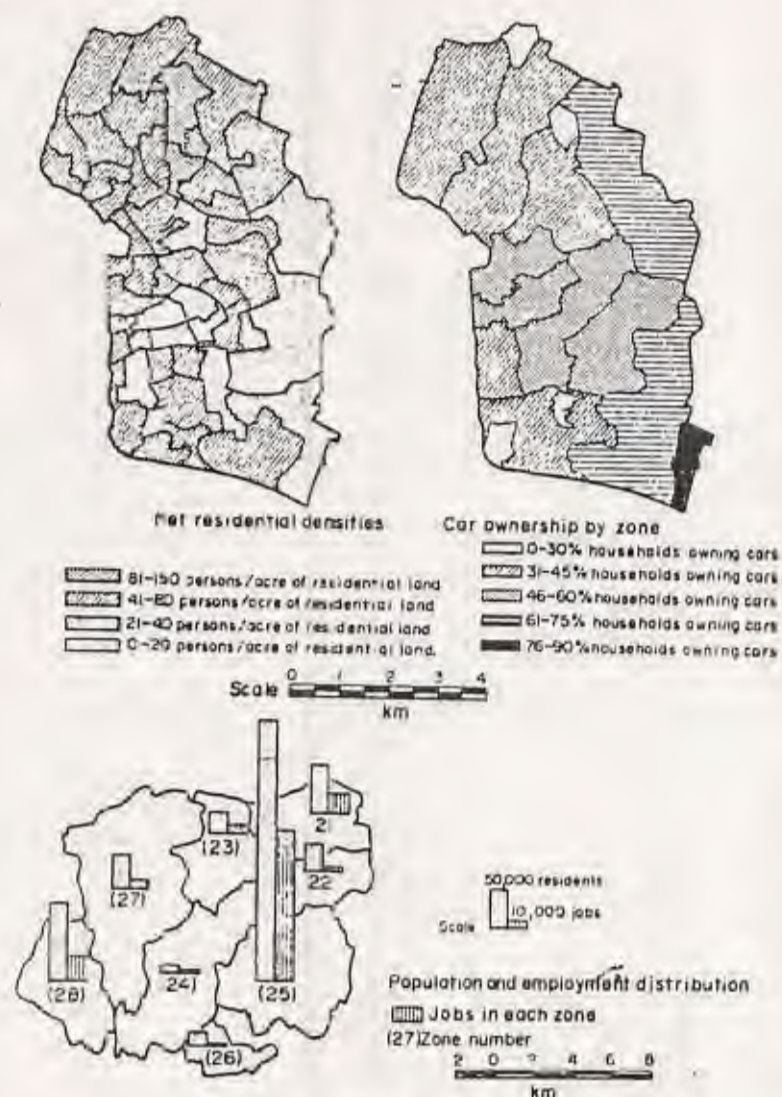 Net residential densities
81-150 persons/acre of residential land
41-80 persons/acre of residential land
21-40 persons/acre of residential land
0-20 persons/acre of residential land.
Car ownership by zone
0-30% households owning cars
31-45% households owning cars
46-60% households owning cars
61-75% households owning cars
76-90% households owning cars
Scale 0 1 2 3 4
km
21
(23)
22
(27)
(28)
24)
(25)
(26)
50,000 residents
10,000 jobs
Scale
Population and employment distribution
Jobs in each zone
(27)Zone number
2 0 2 4 6 8
km